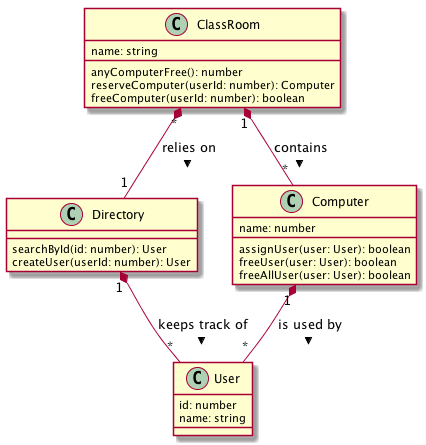 C ClassRoom
name: string
anyComputerFree(): number
reserveComputer(userId: number): Computer
freeComputer(userId: number): boolean
* 1
relies on contains
1 *
C Directory
searchById(id: number): User
createUser(userId: number): User
C Computer
name: number
assignUser(user: User): boolean
freeUser(user: User): boolean
freeAllUser(user: User): boolean
1 1
keeps track of is used by
* *
C User
id: number
name: string